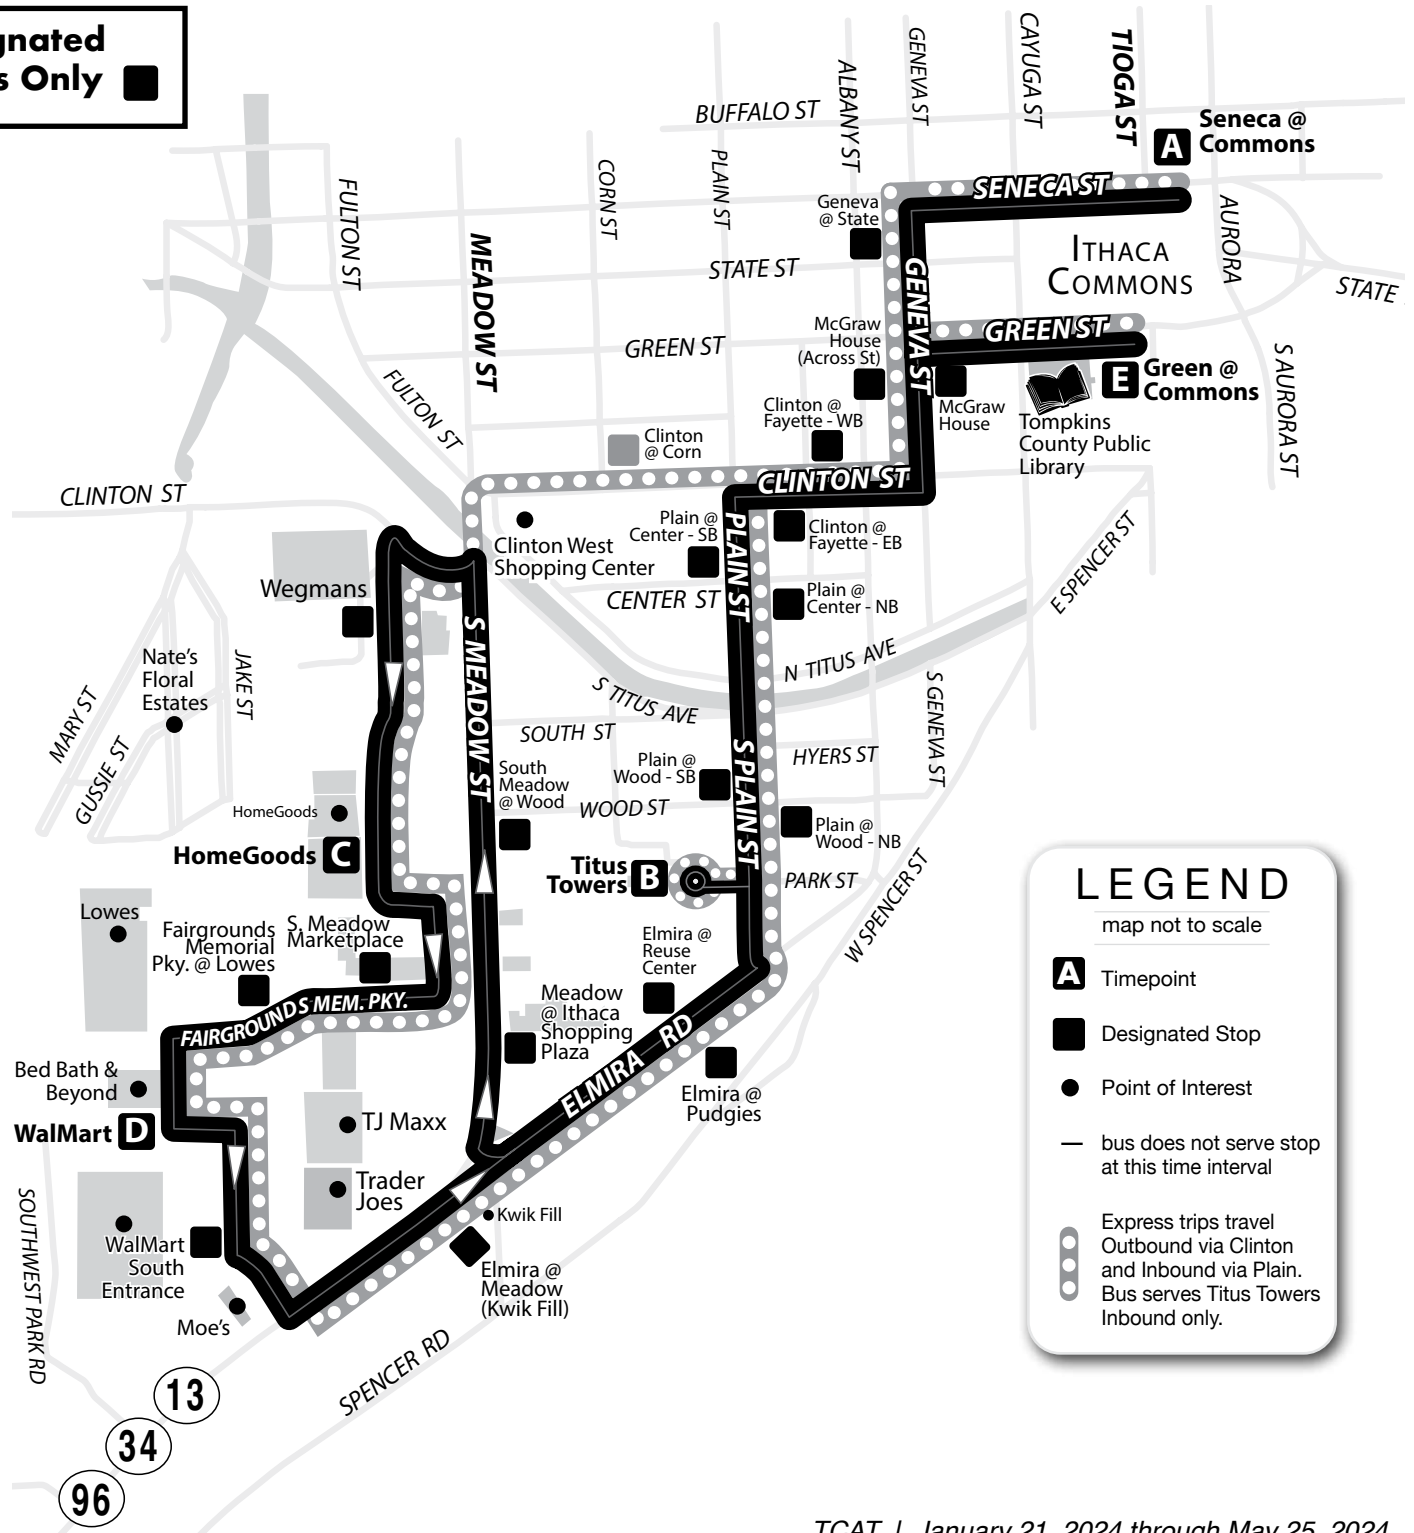 gnated
s Only
BUFFALO ST
ALBANY ST
GENEVA ST
CAYUGA ST
TIOGA ST
A
Seneca @
Commons
FULTON ST
MEADOW ST
CORN ST
PLAIN ST
Geneva
@ State
SENECA ST
AURORA
STATE ST
ITHACA
COMMONS
STATE
GENEVA ST
GREEN ST
McGraw
House
(Across St)
GREEN ST
E
Green @
Commons
S AURORA ST
FULTON ST
Clinton @
Fayette - WB
McGraw
House
Tompkins
County Public
Library
Clinton
@ Corn
CLINTON ST
CLINTON ST
Clinton West
Shopping Center
Plain @
Center - SB
PLAIN ST
Clinton @
Fayette - EB
E SPENCER ST
Wegmans
CENTER ST
Plain @
Center - NB
S MEADOW ST
Nate's
Floral
Estates
JAKE ST
MARY ST
GUSSIE ST
S TITUS AVE
N TITUS AVE
S GENEVA ST
SOUTH ST
HYERS ST
South
Meadow
@ Wood
Plain @
Wood - SB
S PLAIN ST
WOOD ST
HomeGoods
HomeGoods
C
Plain @
Wood - NB
Titus
Towers
B
PARK ST
W SPENCER ST
Lowes
Fairgrounds
Memorial
Pky. @ Lowes
S. Meadow
Marketplace
Elmira @
Reuse
Center
FAIRGROUNDS MEM. PKY.
Meadow
@ Ithaca
Shopping
Plaza
ELMIRA RD
Elmira @
Pudgies
Bed Bath &
Beyond
WalMart
D
TJ Maxx
Trader
Joes
SOUTHWEST PARK RD
WalMart
South
Entrance
Kwik Fill
Elmira @
Meadow
(Kwik Fill)
Moe's
SPENCER RD
13
34
96
LEGEND
map not to scale
A
Timepoint
Designated Stop
Point of Interest
— bus does not serve stop
at this time interval
Express trips travel
Outbound via Clinton
and Inbound via Plain.
Bus serves Titus Towers
Inbound only.
TCAT | January 21, 2024 through May 25, 2024